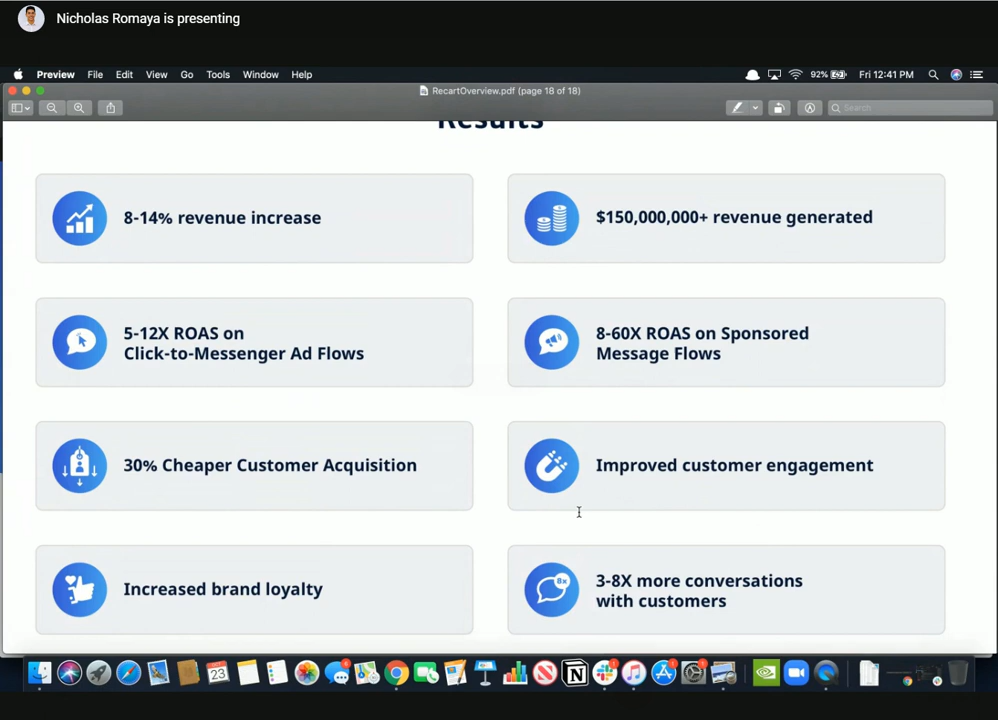 Nicholas Romaya is presenting
Preview File Edit View Go Tools Window Help 92% Fri 12:41 PM
RecartOverview.pdf (page 18 of 18)
Search
Results
8-14% revenue increase
$150,000,000+ revenue generated
5-12X ROAS on
Click-to-Messenger Ad Flows
8-60X ROAS on Sponsored
Message Flows
30% Cheaper Customer Acquisition
Improved customer engagement
Increased brand loyalty
8x
3-8X more conversations
with customers
23